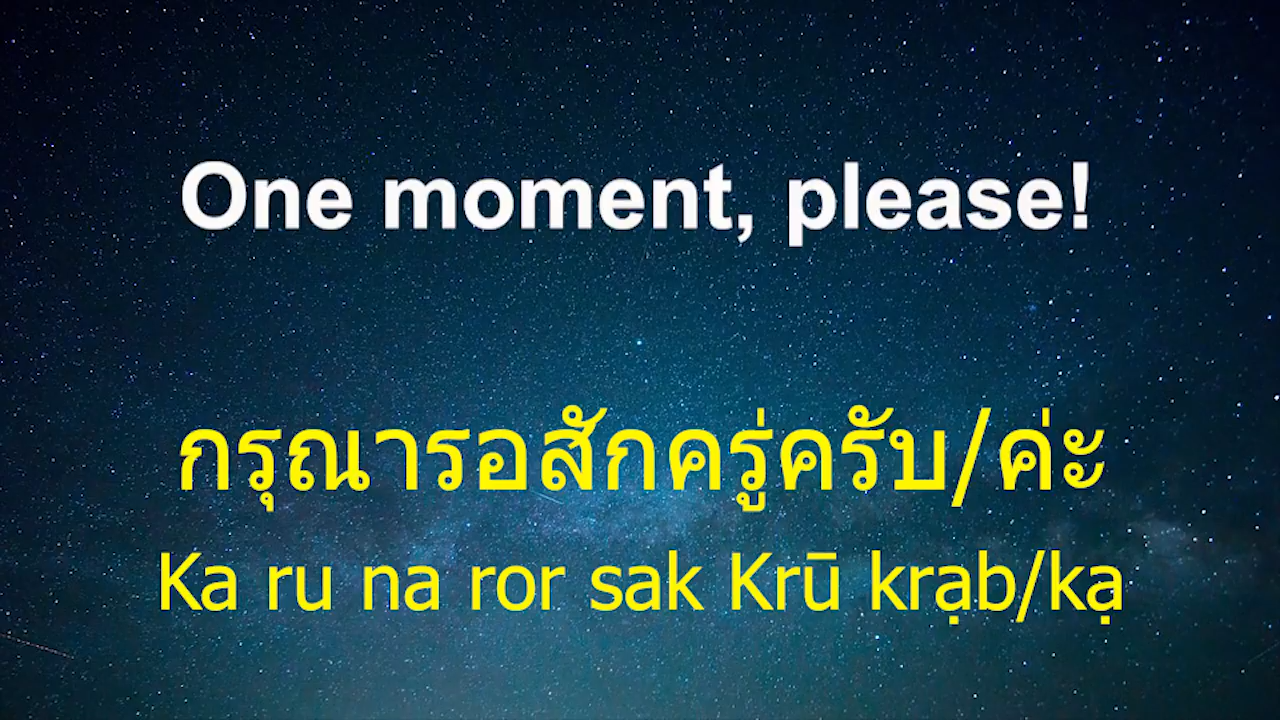 One moment, please!
กรุณารอสักครู่ครับ/ค่ะ
Ka ru na ror sak Krū krạb/kạ